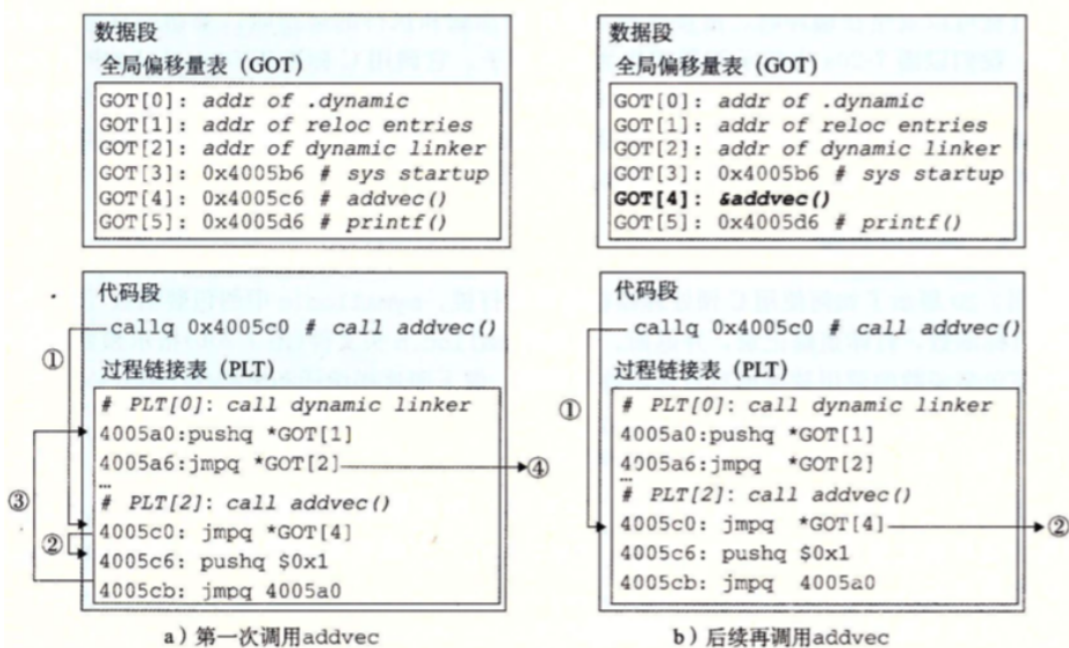 数据段
全局偏移量表（GOT）
GOT[0]: addr of .dynamic
GOT[1]: addr of reloc entries
GOT[2]: addr of dynamic linker
GOT[3]: 0x4005b6 # sys startup
GOT[4]: 0x4005c6 # addvec()
GOT[5]: 0x4005d6 # printf()
代码段
callq 0x4005c0 # call addvec()
①
过程链接表（PLT）
# PLT[0]: call dynamic linker
4005a0:pushq *GOT[1]
4005a6:jmpq *GOT[2]
④
…
③
# PLT[2]: call addvec()
4005c0: jmpq *GOT[4]
②
4005c6: pushq $0x1
4005cb: jmpq 4005a0
a）第一次调用addvec
数据段
全局偏移量表（GOT）
GOT[0]: addr of .dynamic
GOT[1]: addr of reloc entries
GOT[2]: addr of dynamic linker
GOT[3]: 0x4005b6 # sys startup
GOT[4]: &addvec()
GOT[5]: 0x4005d6 # printf()
代码段
callq 0x4005c0 # call addvec()
过程链接表（PLT）
①
# PLT[0]: call dynamic linker
4005a0:pushq *GOT[1]
4005a6:jmpq *GOT[2]
…
# PLT[2]: call addvec()
4005c0: jmpq *GOT[4]
②
4005c6: pushq $0x1
4005cb: jmpq 4005a0
b）后续再调用addvec